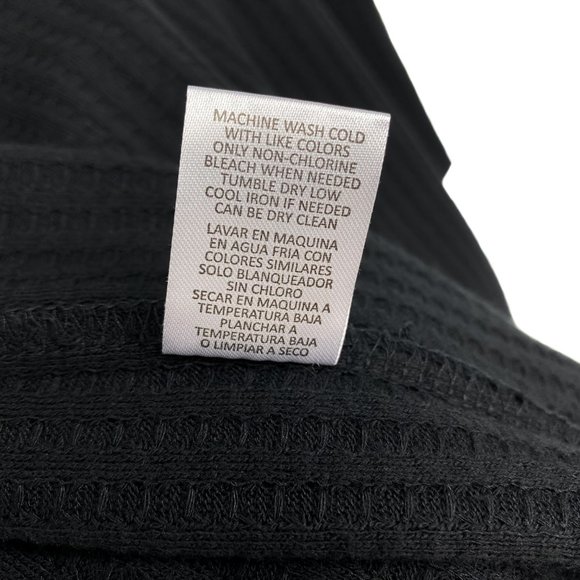 MACHINE WASH COLD
WITH LIKE COLORS
ONLY NON-CHLORINE
BLEACH WHEN NEEDED
TUMBLE DRY LOW
COOL IRON IF NEEDED
CAN BE DRY CLEAN
LAVAR EN MAQUINA
EN AGUA FRIA CON
COLORES SIMILARES
SOLO BLANQUEADOR
SIN CHLORO
SECAR EN MAQUINA A
TEMPERATURA BAJA
PLANCHAR A
TEMPERATURA BAJA
O LIMPIAR A SECO